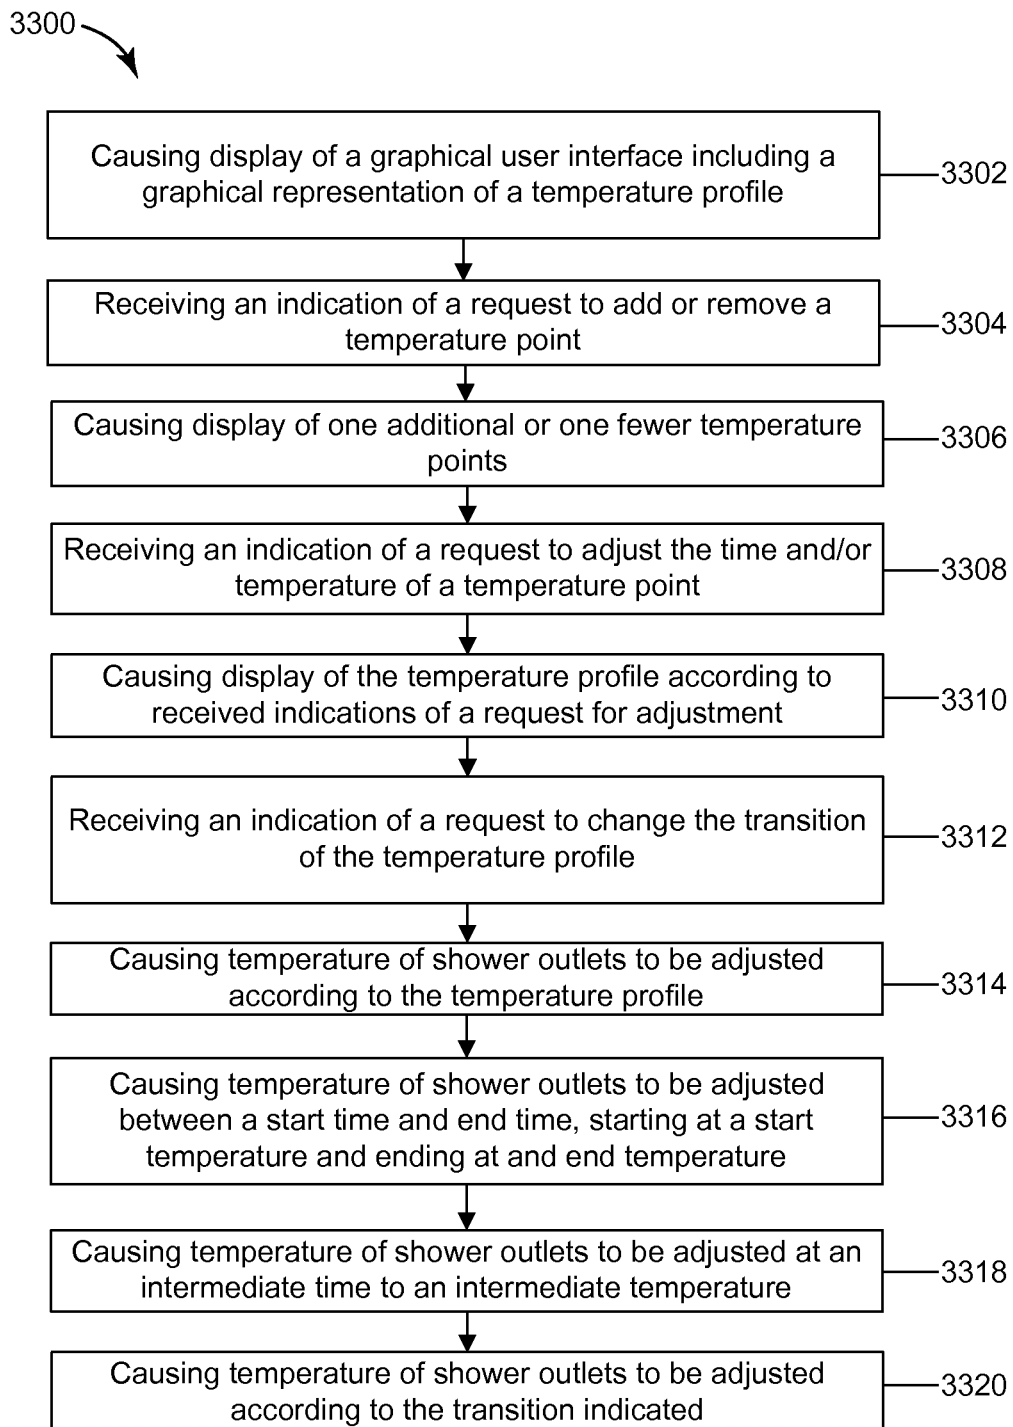 3300
Causing display of a graphical user interface including a
graphical representation of a temperature profile
3302
Receiving an indication of a request to add or remove a
temperature point
3304
Causing display of one additional or one fewer temperature
points
3306
Receiving an indication of a request to adjust the time and/or
temperature of a temperature point
3308
Causing display of the temperature profile according to
received indications of a request for adjustment
3310
Receiving an indication of a request to change the transition
of the temperature profile
3312
Causing temperature of shower outlets to be adjusted
according to the temperature profile
3314
Causing temperature of shower outlets to be adjusted
between a start time and end time, starting at a start
temperature and ending at and end temperature
3316
Causing temperature of shower outlets to be adjusted at an
intermediate time to an intermediate temperature
3318
Causing temperature of shower outlets to be adjusted
according to the transition indicated
3320